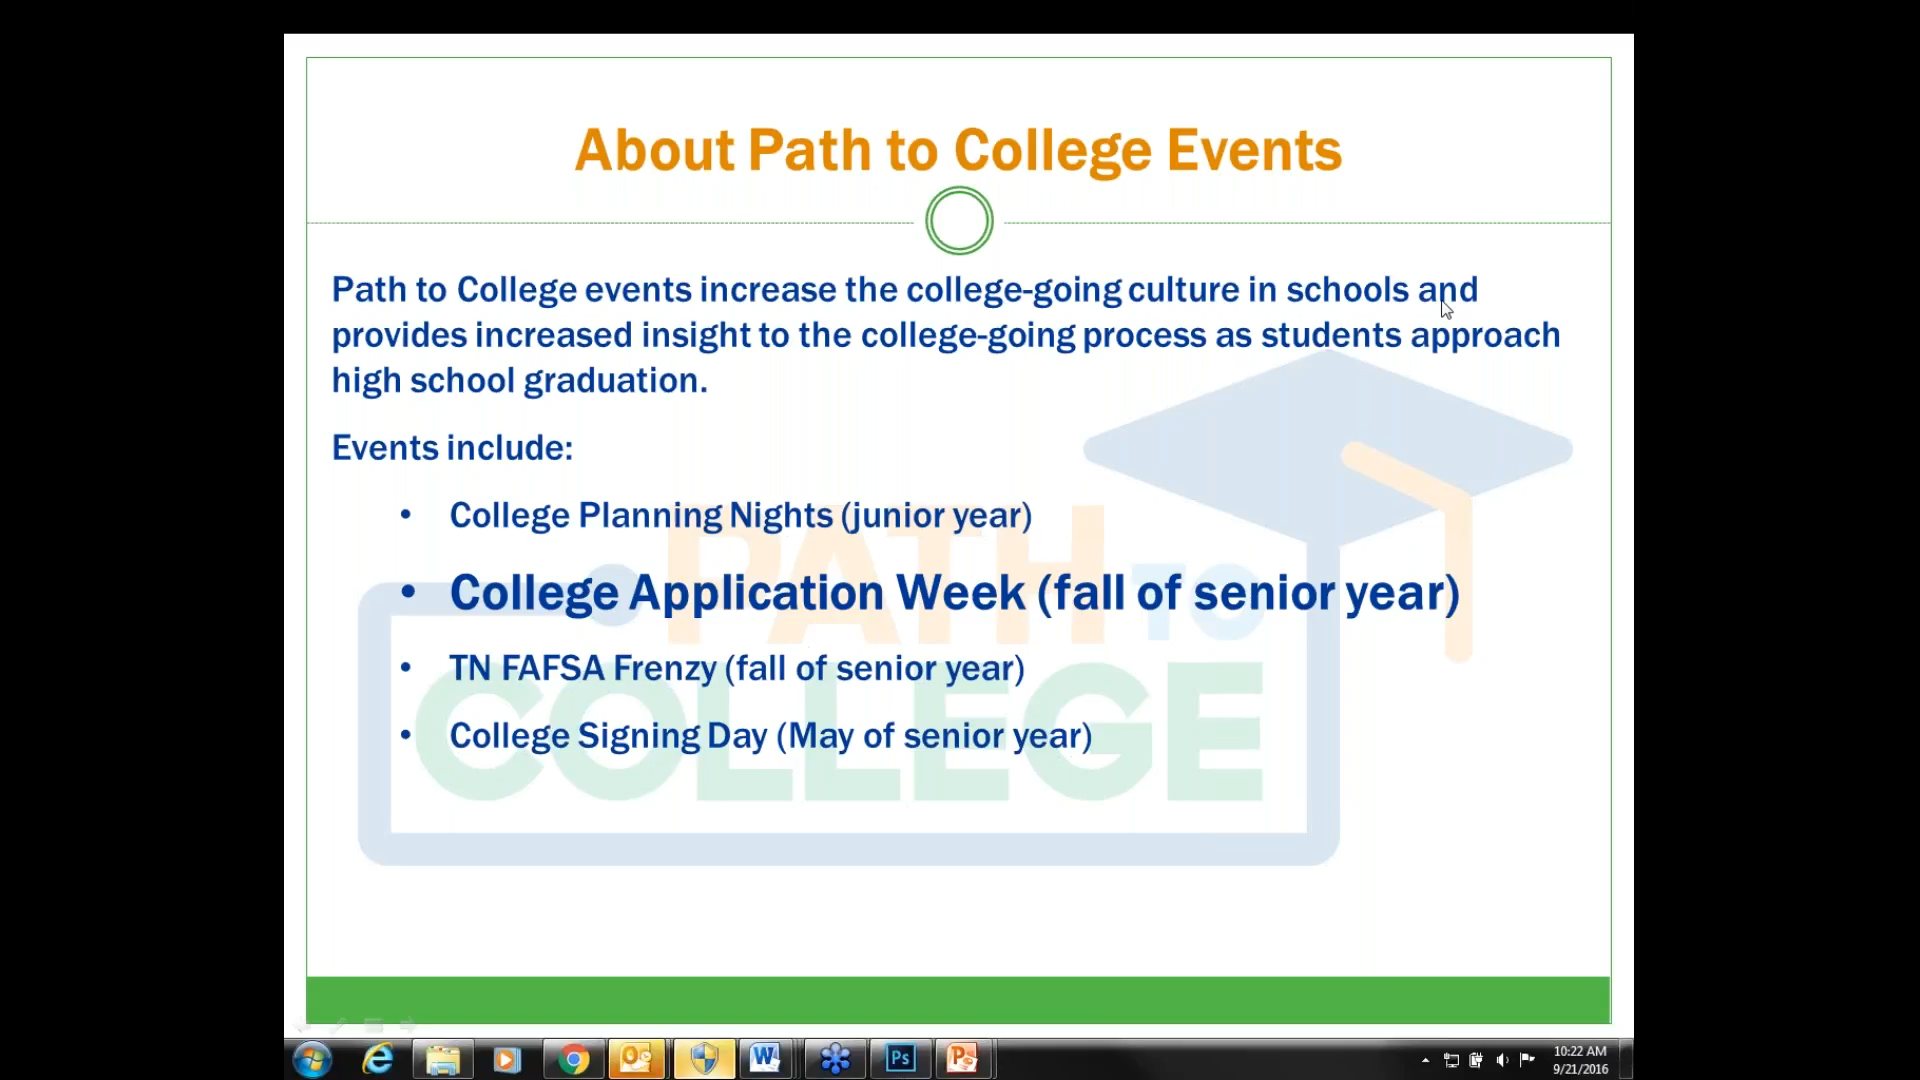 About Path to College Events
Path to College events increase the college-going culture in schools and
provides increased insight to the college-going process as students approach
high school graduation.
Events include:
• College Planning Nights (junior year)
• College Application Week (fall of senior year)
• TN FAFSA Frenzy (fall of senior year)
• College Signing Day (May of senior year)
PATH TO
COLLEGE
10:22 AM
9/21/2016